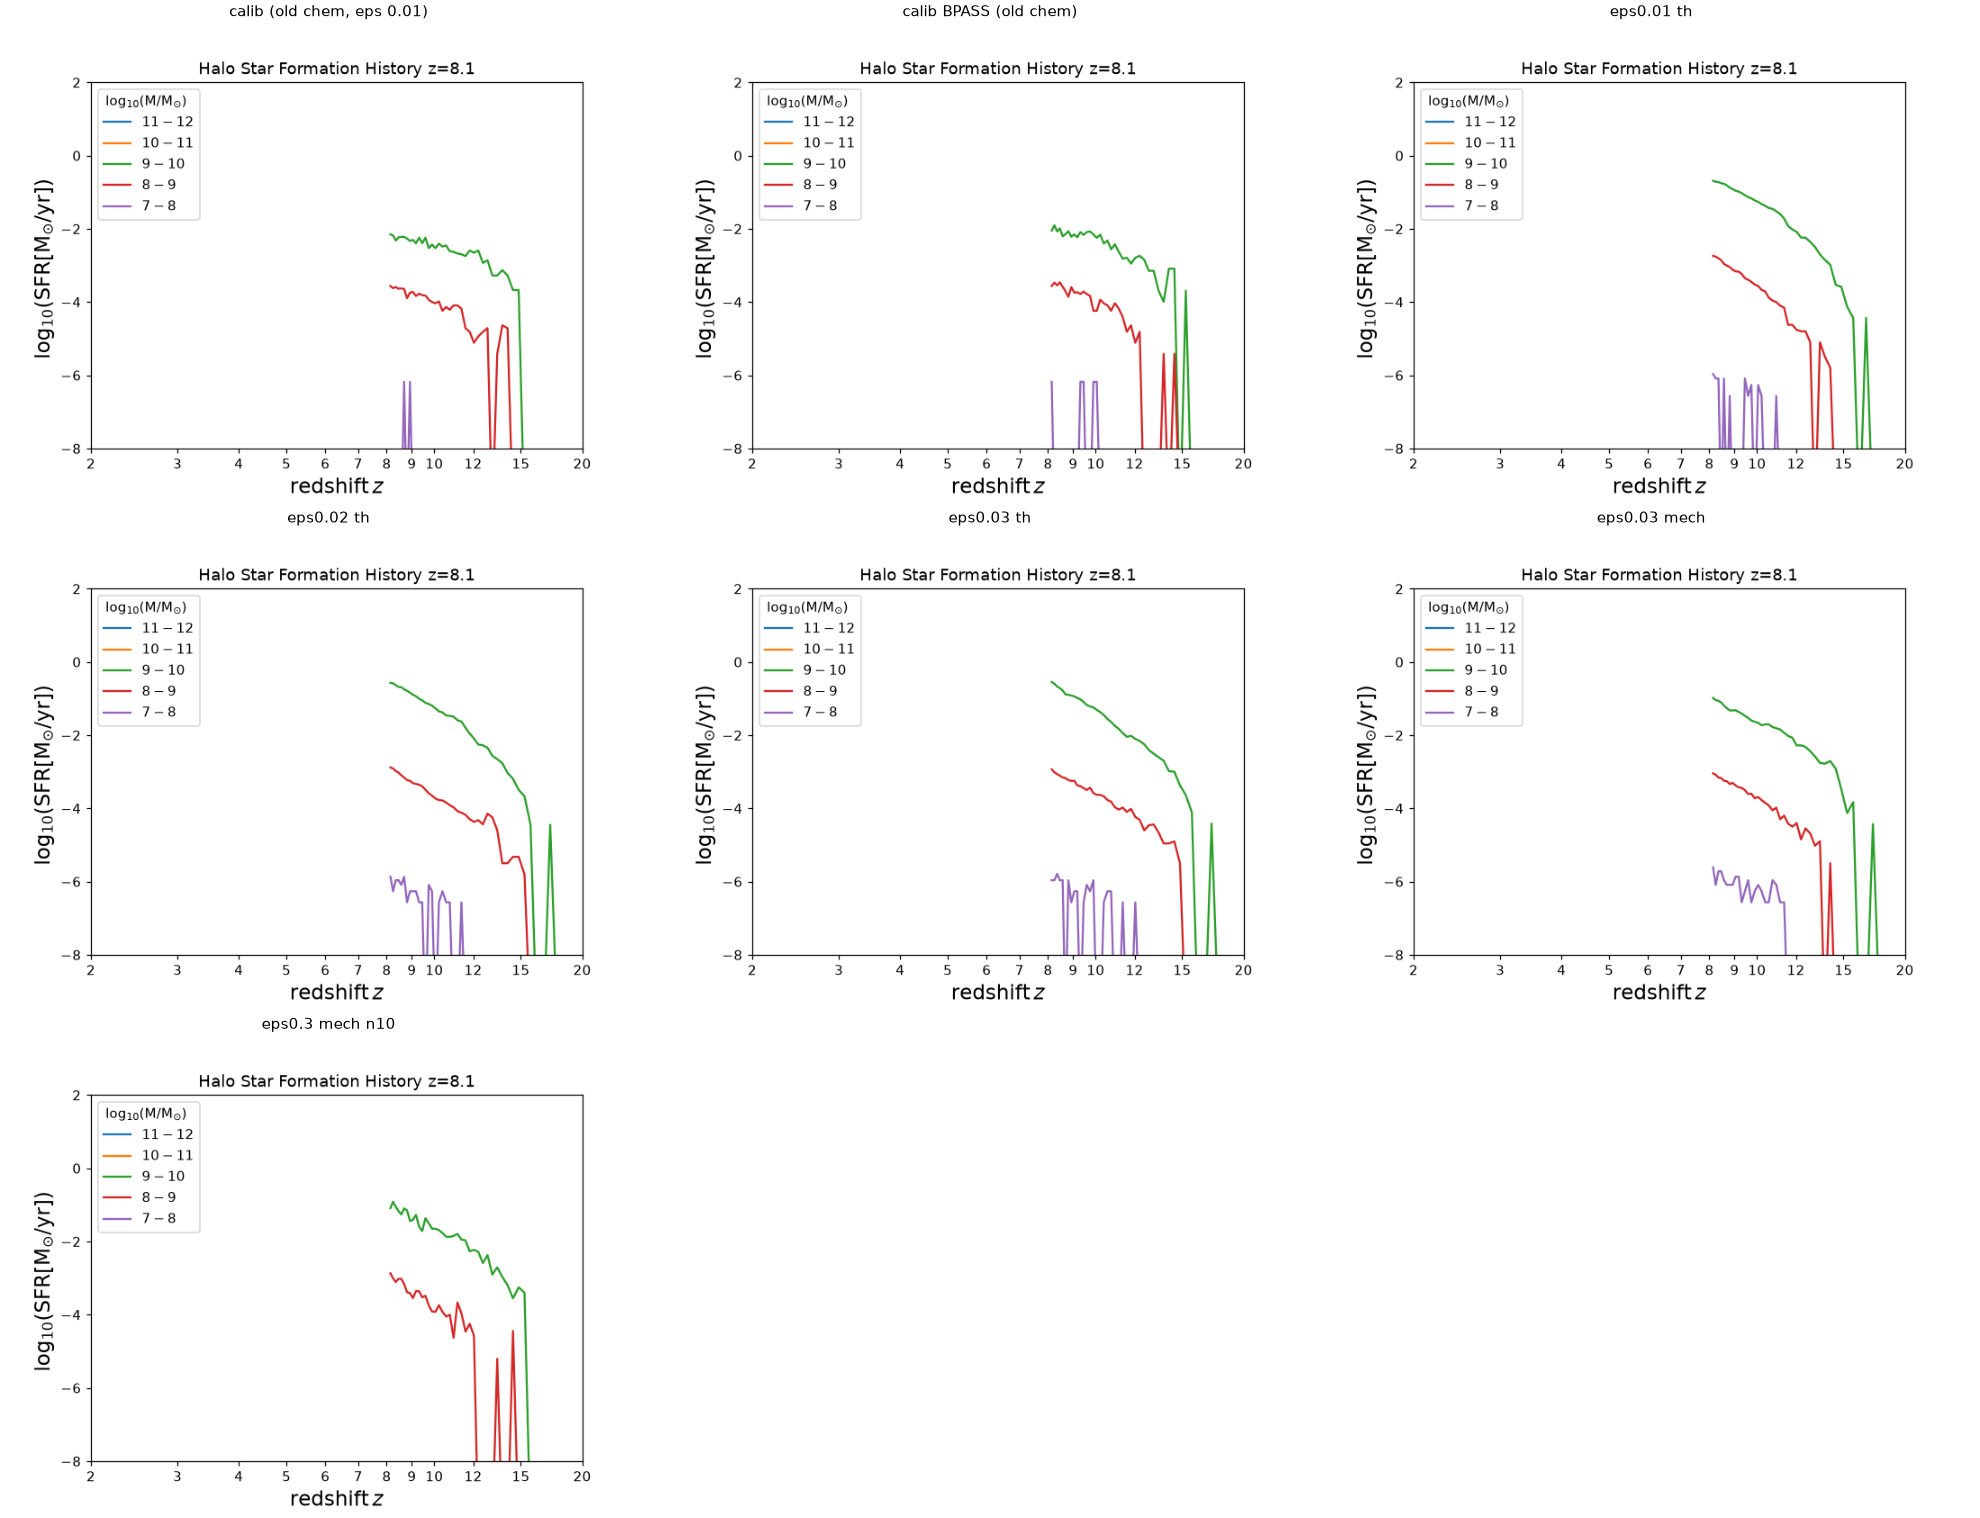 calib (old chem, eps 0.01)
Halo Star Formation History z=8.1
log₁₀(M/M⊙)
11 − 12
10 − 11
9 − 10
8 − 9
7 − 8
2
0
−2
−4
−6
−8
log₁₀(SFR[M⊙/yr])
2 3 4 5 6 7 8 9 10 12 15 20
redshift z
calib BPASS (old chem)
Halo Star Formation History z=8.1
log₁₀(M/M⊙)
11 − 12
10 − 11
9 − 10
8 − 9
7 − 8
2
0
−2
−4
−6
−8
log₁₀(SFR[M⊙/yr])
2 3 4 5 6 7 8 9 10 12 15 20
redshift z
eps0.01 th
Halo Star Formation History z=8.1
log₁₀(M/M⊙)
11 − 12
10 − 11
9 − 10
8 − 9
7 − 8
2
0
−2
−4
−6
−8
log₁₀(SFR[M⊙/yr])
2 3 4 5 6 7 8 9 10 12 15 20
redshift z
eps0.02 th
Halo Star Formation History z=8.1
log₁₀(M/M⊙)
11 − 12
10 − 11
9 − 10
8 − 9
7 − 8
2
0
−2
−4
−6
−8
log₁₀(SFR[M⊙/yr])
2 3 4 5 6 7 8 9 10 12 15 20
redshift z
eps0.03 th
Halo Star Formation History z=8.1
log₁₀(M/M⊙)
11 − 12
10 − 11
9 − 10
8 − 9
7 − 8
2
0
−2
−4
−6
−8
log₁₀(SFR[M⊙/yr])
2 3 4 5 6 7 8 9 10 12 15 20
redshift z
eps0.03 mech
Halo Star Formation History z=8.1
log₁₀(M/M⊙)
11 − 12
10 − 11
9 − 10
8 − 9
7 − 8
2
0
−2
−4
−6
−8
log₁₀(SFR[M⊙/yr])
2 3 4 5 6 7 8 9 10 12 15 20
redshift z
eps0.3 mech n10
Halo Star Formation History z=8.1
log₁₀(M/M⊙)
11 − 12
10 − 11
9 − 10
8 − 9
7 − 8
2
0
−2
−4
−6
−8
log₁₀(SFR[M⊙/yr])
2 3 4 5 6 7 8 9 10 12 15 20
redshift z